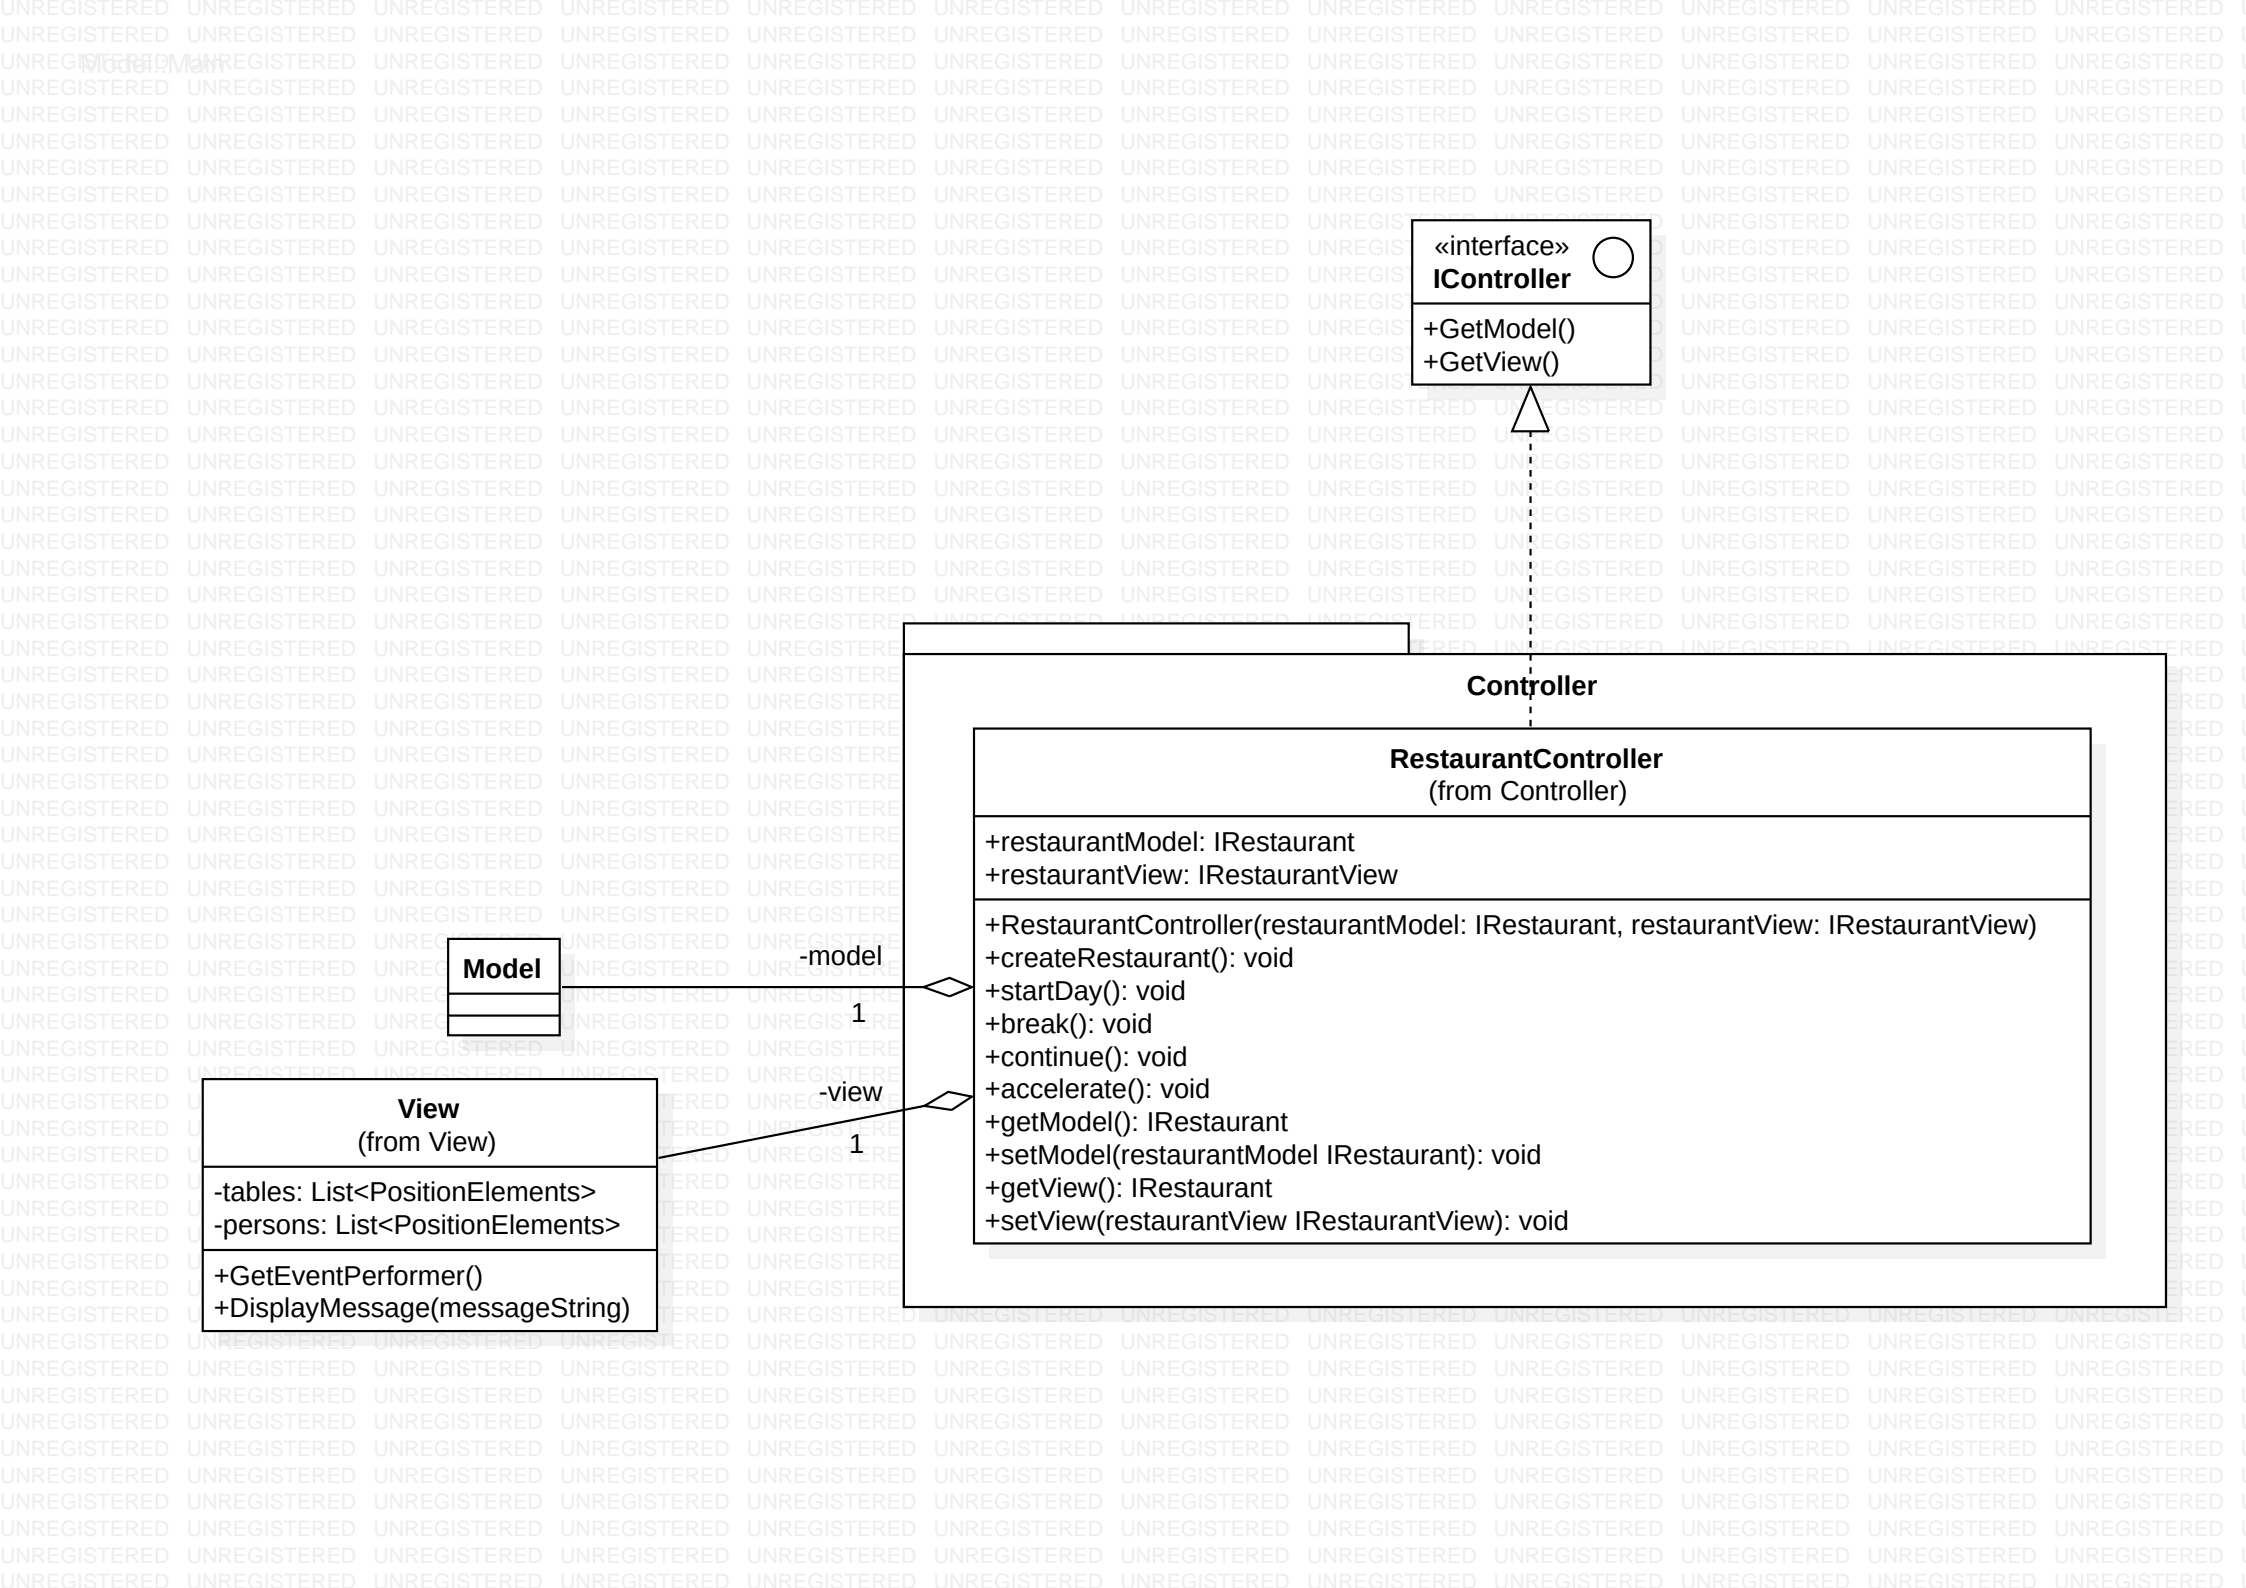 Model::Main
«interface»
IController
+GetModel()
+GetView()
Controller
RestaurantController
(from Controller)
+restaurantModel: IRestaurant
+restaurantView: IRestaurantView
+RestaurantController(restaurantModel: IRestaurant, restaurantView: IRestaurantView)
+createRestaurant(): void
+startDay(): void
+break(): void
+continue(): void
+accelerate(): void
+getModel(): IRestaurant
+setModel(restaurantModel IRestaurant): void
+getView(): IRestaurant
+setView(restaurantView IRestaurantView): void
Model
-model
1
-view
1
View
(from View)
-tables: List<PositionElements>
-persons: List<PositionElements>
+GetEventPerformer()
+DisplayMessage(messageString)
UNREGISTERED